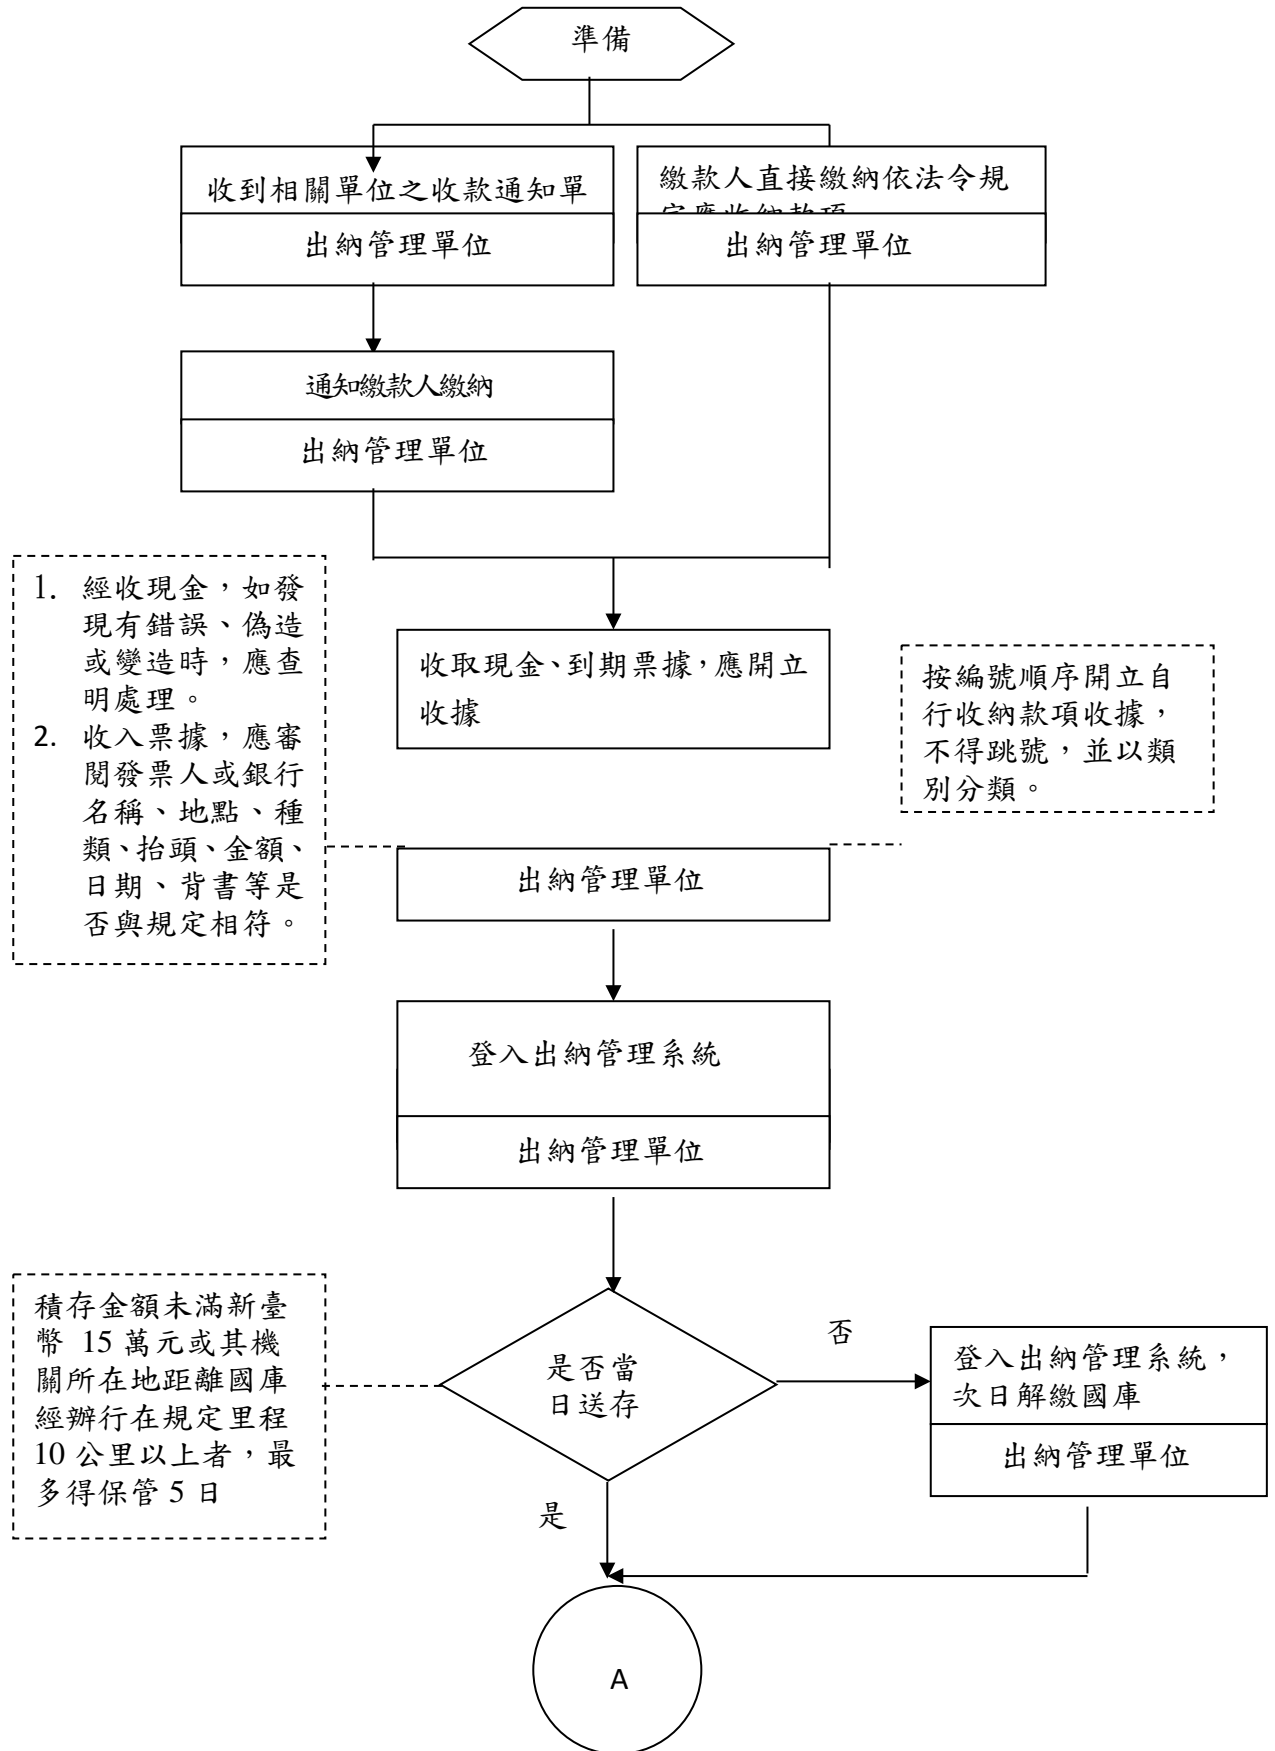 準備
收到相關單位之收款通知單
出納管理單位
繳款人直接繳納依法令規
定應收納款項
出納管理單位
通知繳款人繳納
出納管理單位
1. 經收現金，如發
現有錯誤、偽造
或變造時，應查
明處理。
2. 收入票據，應審
閱發票人或銀行
名稱、地點、種
類、抬頭、金額、
日期、背書等是
否與規定相符。
收取現金、到期票據，應開立
收據
出納管理單位
按編號順序開立自
行收納款項收據，
不得跳號，並以類
別分類。
登入出納管理系統
出納管理單位
積存金額未滿新臺
幣 15 萬元或其機
關所在地距離國庫
經辦行在規定里程
10 公里以上者，最
多得保管 5 日
是否當
日送存
否
登入出納管理系統，
次日解繳國庫
出納管理單位
是
A